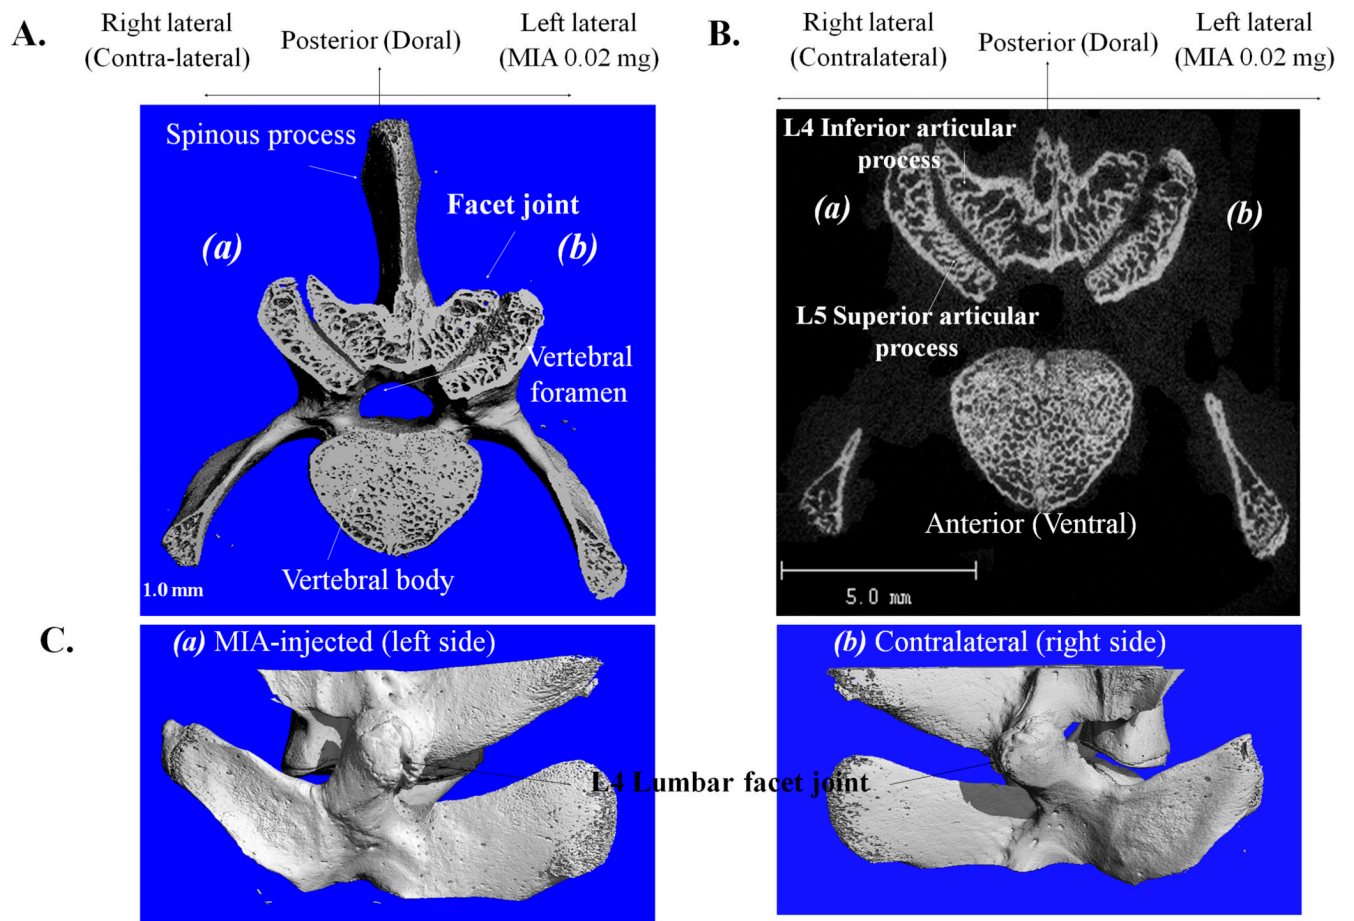 A.
Right lateral
(Contra-lateral)
Posterior (Doral)
Left lateral
(MIA 0.02 mg)
Spinous process
Facet joint
(a)
(b)
Vertebral
foramen
Vertebral body
1.0 mm
B.
Right lateral
(Contralateral)
Posterior (Doral)
Left lateral
(MIA 0.02 mg)
L4 Inferior articular
process
(a)
(b)
L5 Superior articular
process
Anterior (Ventral)
5.0 mm
C.
(a) MIA-injected (left side)
(b) Contralateral (right side)
L4 Lumbar facet joint